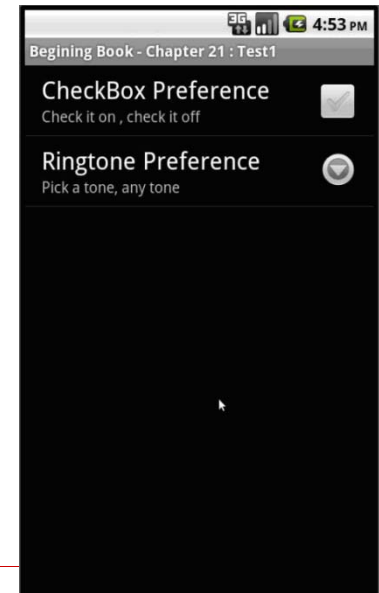 3G 4:53 PM
Begining Book - Chapter 21 : Test1
CheckBox Preference
Check it on , check it off
Ringtone Preference
Pick a tone, any tone